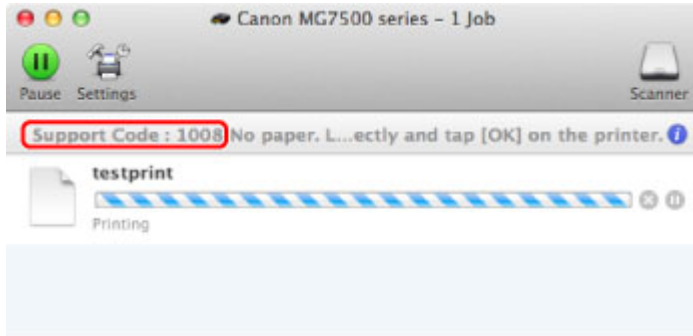 Canon MG7500 series – 1 Job
Pause Settings Scanner
Support Code : 1008 No paper. L...ectly and tap [OK] on the printer.
testprint
Printing